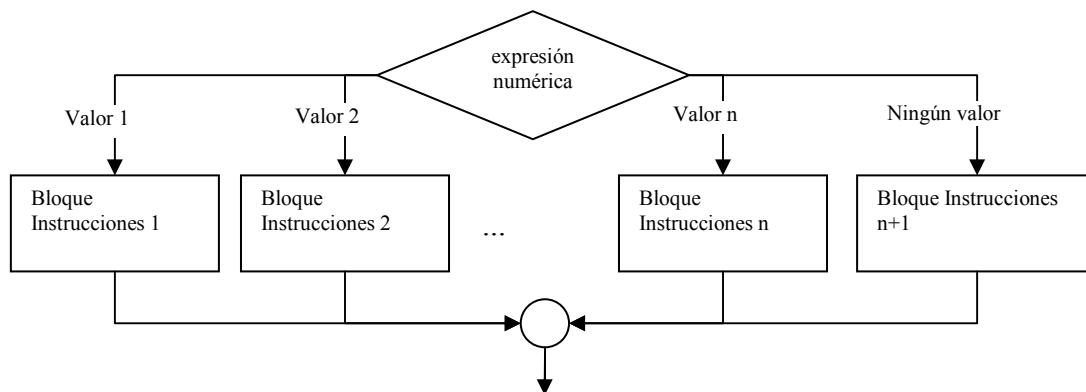 expresión
numérica
Valor 1
Valor 2
Valor n
Ningún valor
Bloque
Instrucciones 1
Bloque
Instrucciones 2
...
Bloque
Instrucciones n
Bloque Instrucciones
n+1